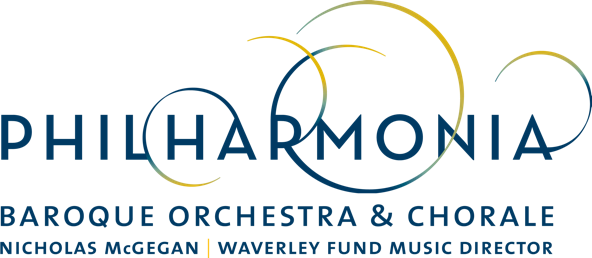 PHILHARMONIA
BAROQUE ORCHESTRA & CHORALE
NICHOLAS McGEGAN | WAVERLEY FUND MUSIC DIRECTOR